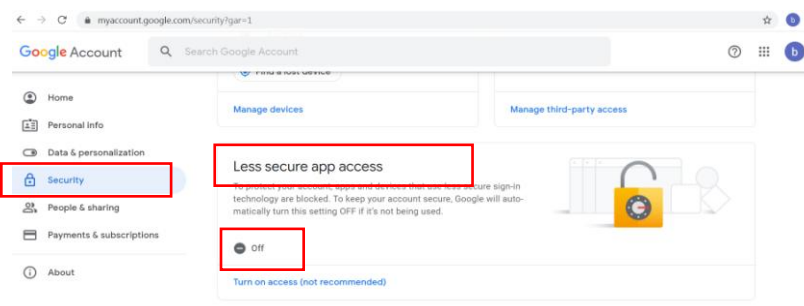 myaccount.google.com/security?gar=1
b
Google Account
Search Google Account
b
Find a lost device
Home
Manage devices
Manage third-party access
Personal info
Data & personalization
Less secure app access
Security
To protect your account, apps and devices that use less secure sign-in
technology are blocked. To keep your account secure, Google will auto-
matically turn this setting OFF if it's not being used.
People & sharing
Payments & subscriptions
Off
About
Turn on access (not recommended)